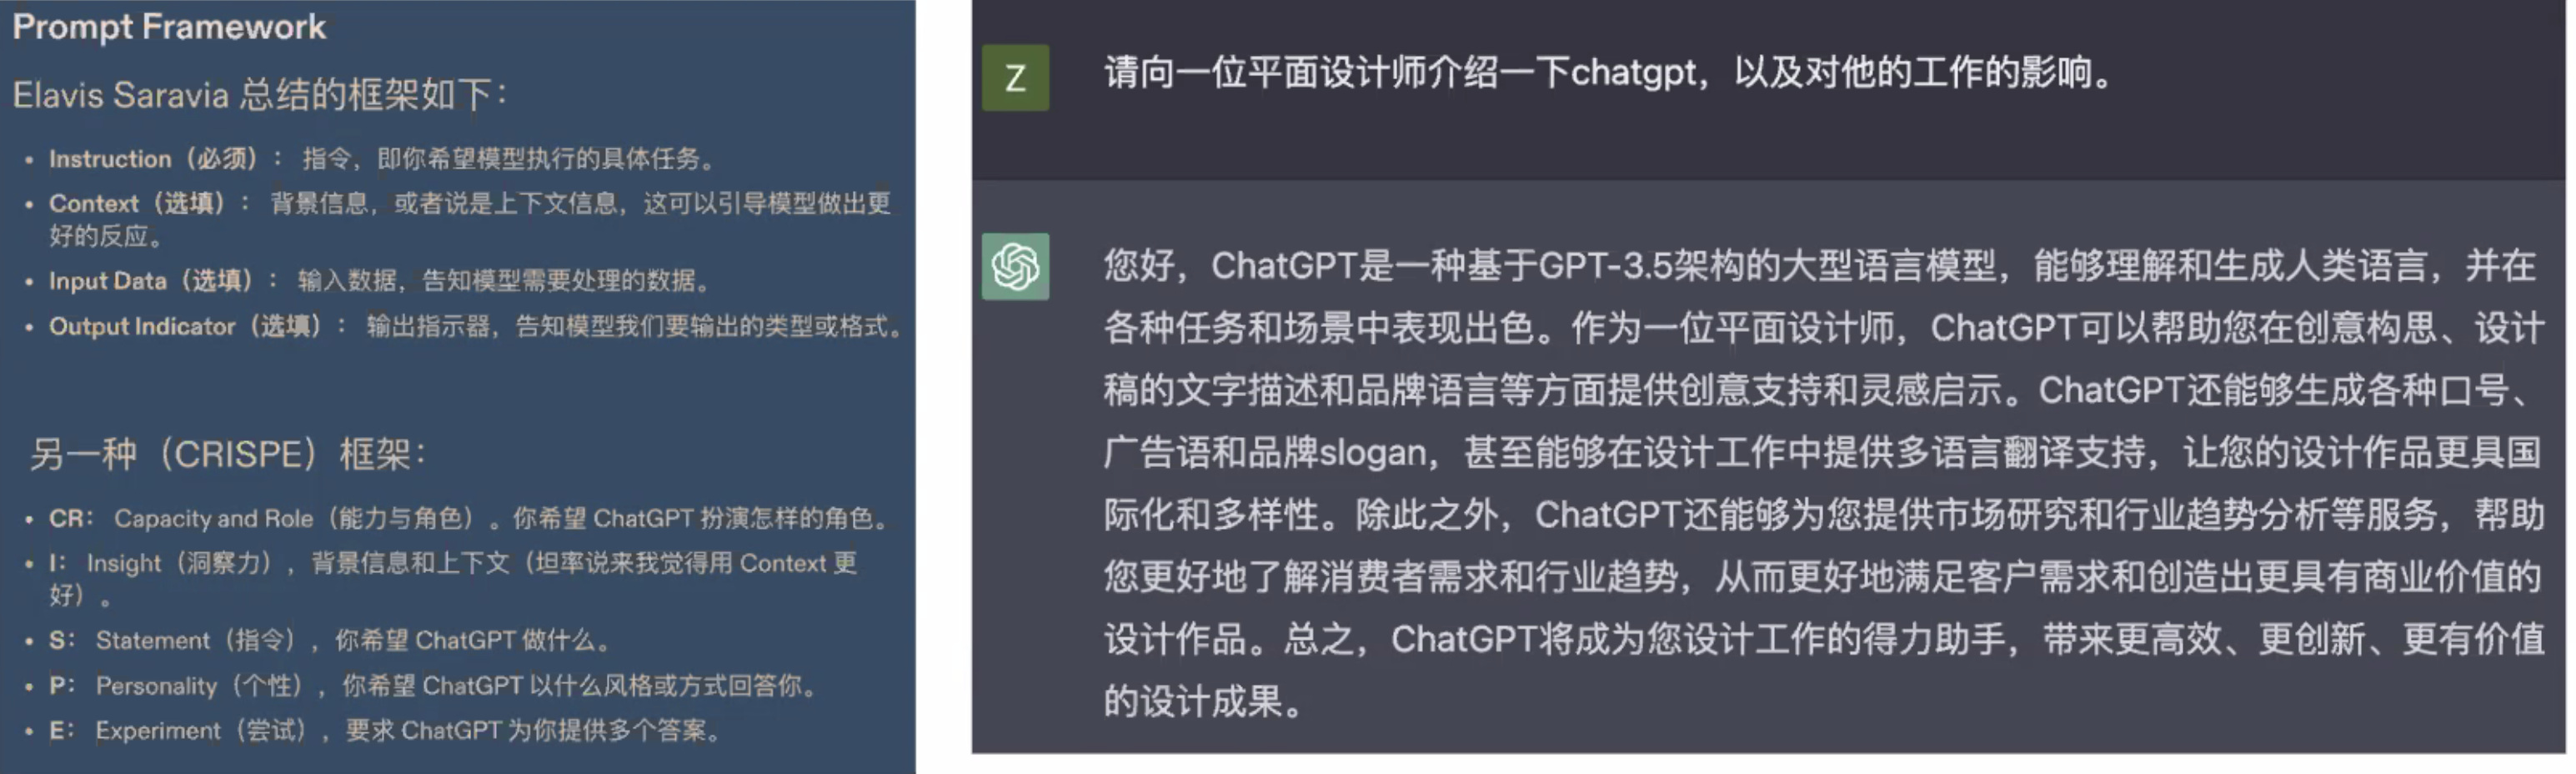 Prompt Framework
Elavis Saravia 总结的框架如下：
• Instruction（必须）： 指令，即你希望模型执行的具体任务。
• Context（选填）： 背景信息，或者说是上下文信息，这可以引导模型做出更
好的反应。
• Input Data（选填）： 输入数据，告知模型需要处理的数据。
• Output Indicator（选填）： 输出指示器，告知模型我们要输出的类型或格式。
另一种（CRISPE）框架：
• CR： Capacity and Role（能力与角色）。你希望 ChatGPT 扮演怎样的角色。
• I： Insight（洞察力），背景信息和上下文（坦率说来我觉得用 Context 更
好）。
• S： Statement（指令），你希望 ChatGPT 做什么。
• P： Personality（个性），你希望 ChatGPT 以什么风格或方式回答你。
• E： Experiment（尝试），要求 ChatGPT 为你提供多个答案。
Z
请向一位平面设计师介绍一下chatgpt，以及对他的工作的影响。
您好，ChatGPT是一种基于GPT-3.5架构的大型语言模型，能够理解和生成人类语言，并在
各种任务和场景中表现出色。作为一位平面设计师，ChatGPT可以帮助您在创意构思、设计
稿的文字描述和品牌语言等方面提供创意支持和灵感启示。ChatGPT还能够生成各种口号、
广告语和品牌slogan，甚至能够在设计工作中提供多语言翻译支持，让您的设计作品更具国
际化和多样性。除此之外，ChatGPT还能够为您提供市场研究和行业趋势分析等服务，帮助
您更好地了解消费者需求和行业趋势，从而更好地满足客户需求和创造出更具有商业价值的
设计作品。总之，ChatGPT将成为您设计工作的得力助手，带来更高效、更创新、更有价值
的设计成果。